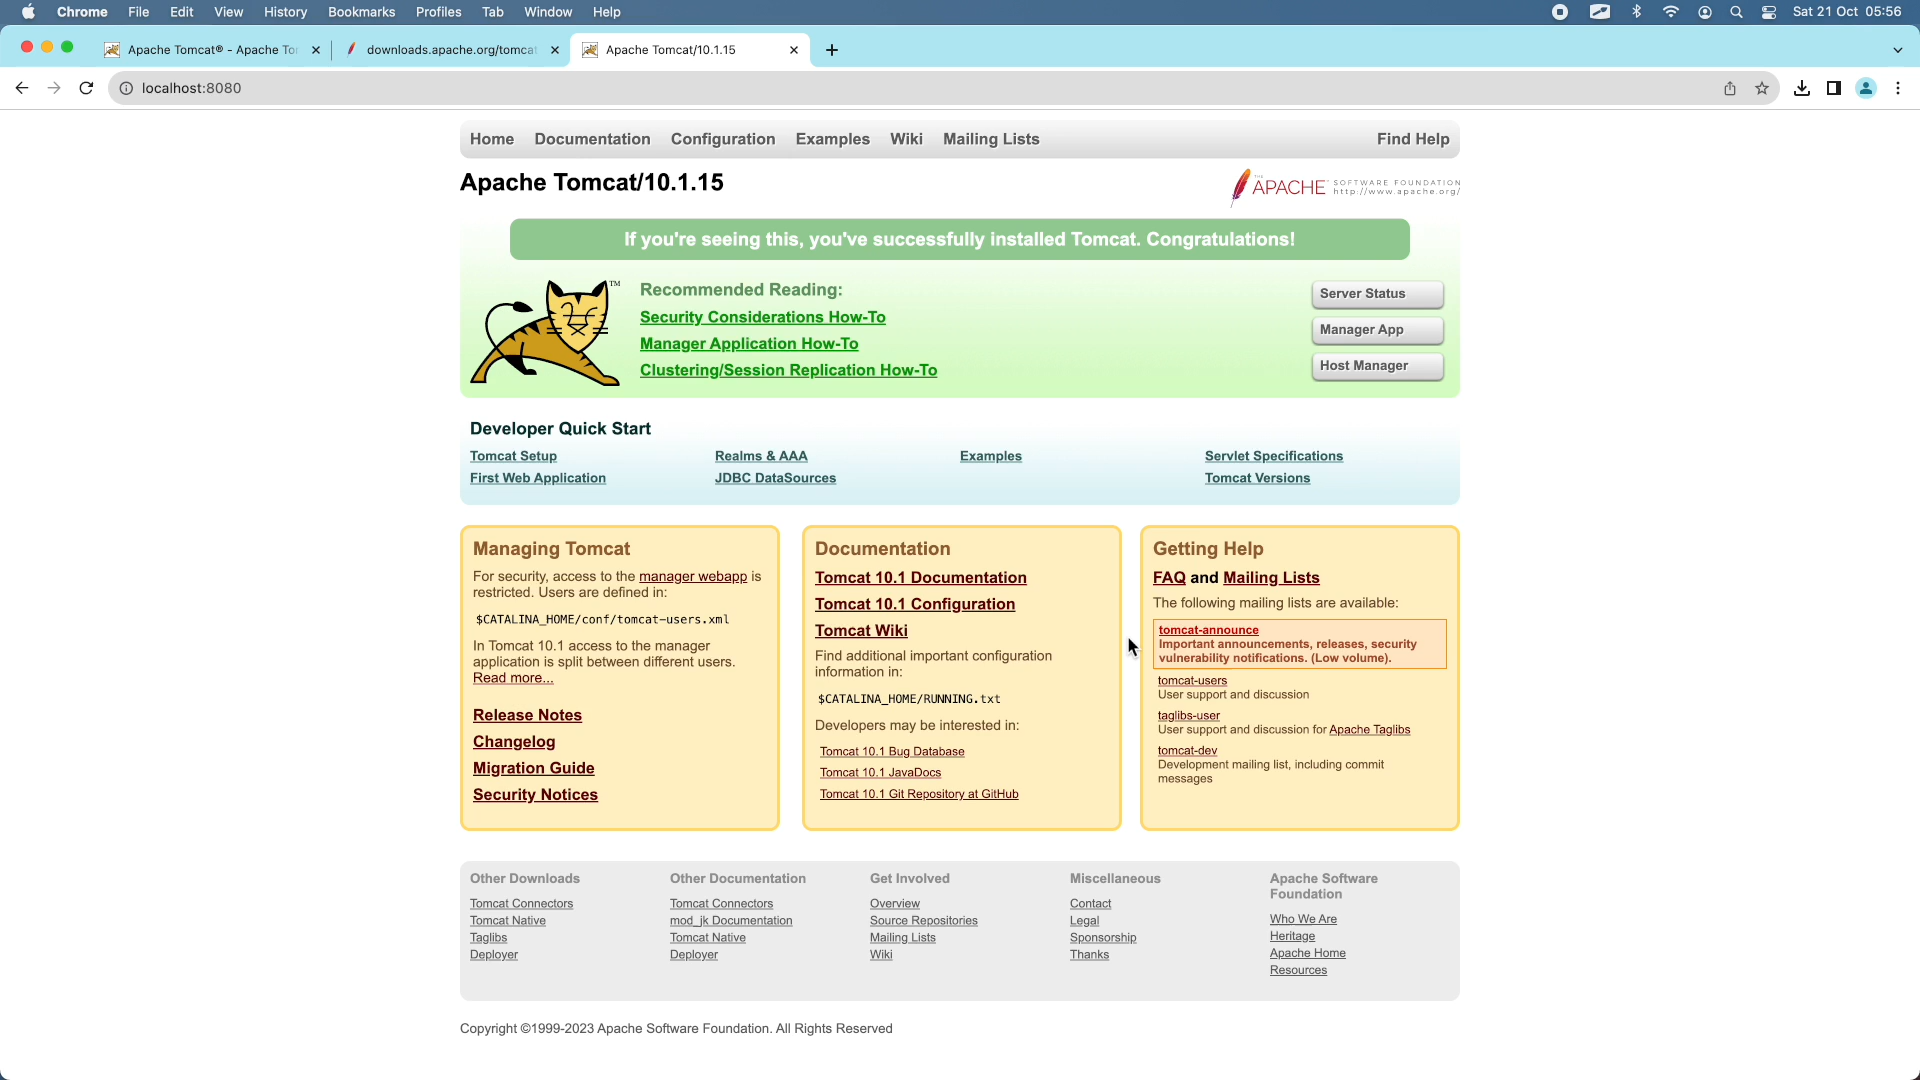 Chrome File Edit View History Bookmarks Profiles Tab Window Help Sat 21 Oct 05:56
Apache Tomcat® - Apache To
downloads.apache.org/tomca
Apache Tomcat/10.1.15
localhost:8080
Home Documentation Configuration Examples Wiki Mailing Lists Find Help
Apache Tomcat/10.1.15
THE APACHE™ SOFTWARE FOUNDATION
http://www.apache.org/
If you're seeing this, you've successfully installed Tomcat. Congratulations!
TM
Recommended Reading:
Security Considerations How-To
Manager Application How-To
Clustering/Session Replication How-To
Server Status
Manager App
Host Manager
Developer Quick Start
Tomcat Setup
First Web Application
Realms & AAA
JDBC DataSources
Examples
Servlet Specifications
Tomcat Versions
Managing Tomcat
For security, access to the manager webapp is
restricted. Users are defined in:
$CATALINA_HOME/conf/tomcat-users.xml
In Tomcat 10.1 access to the manager
application is split between different users.
Read more...
Release Notes
Changelog
Migration Guide
Security Notices
Documentation
Tomcat 10.1 Documentation
Tomcat 10.1 Configuration
Tomcat Wiki
Find additional important configuration
information in:
$CATALINA_HOME/RUNNING.txt
Developers may be interested in:
Tomcat 10.1 Bug Database
Tomcat 10.1 JavaDocs
Tomcat 10.1 Git Repository at GitHub
Getting Help
FAQ and Mailing Lists
The following mailing lists are available:
tomcat-announce
Important announcements, releases, security
vulnerability notifications. (Low volume).
tomcat-users
User support and discussion
taglibs-user
User support and discussion for Apache Taglibs
tomcat-dev
Development mailing list, including commit
messages
Other Downloads
Tomcat Connectors
Tomcat Native
Taglibs
Deployer
Other Documentation
Tomcat Connectors
mod_jk Documentation
Tomcat Native
Deployer
Get Involved
Overview
Source Repositories
Mailing Lists
Wiki
Miscellaneous
Contact
Legal
Sponsorship
Thanks
Apache Software
Foundation
Who We Are
Heritage
Apache Home
Resources
Copyright ©1999-2023 Apache Software Foundation. All Rights Reserved